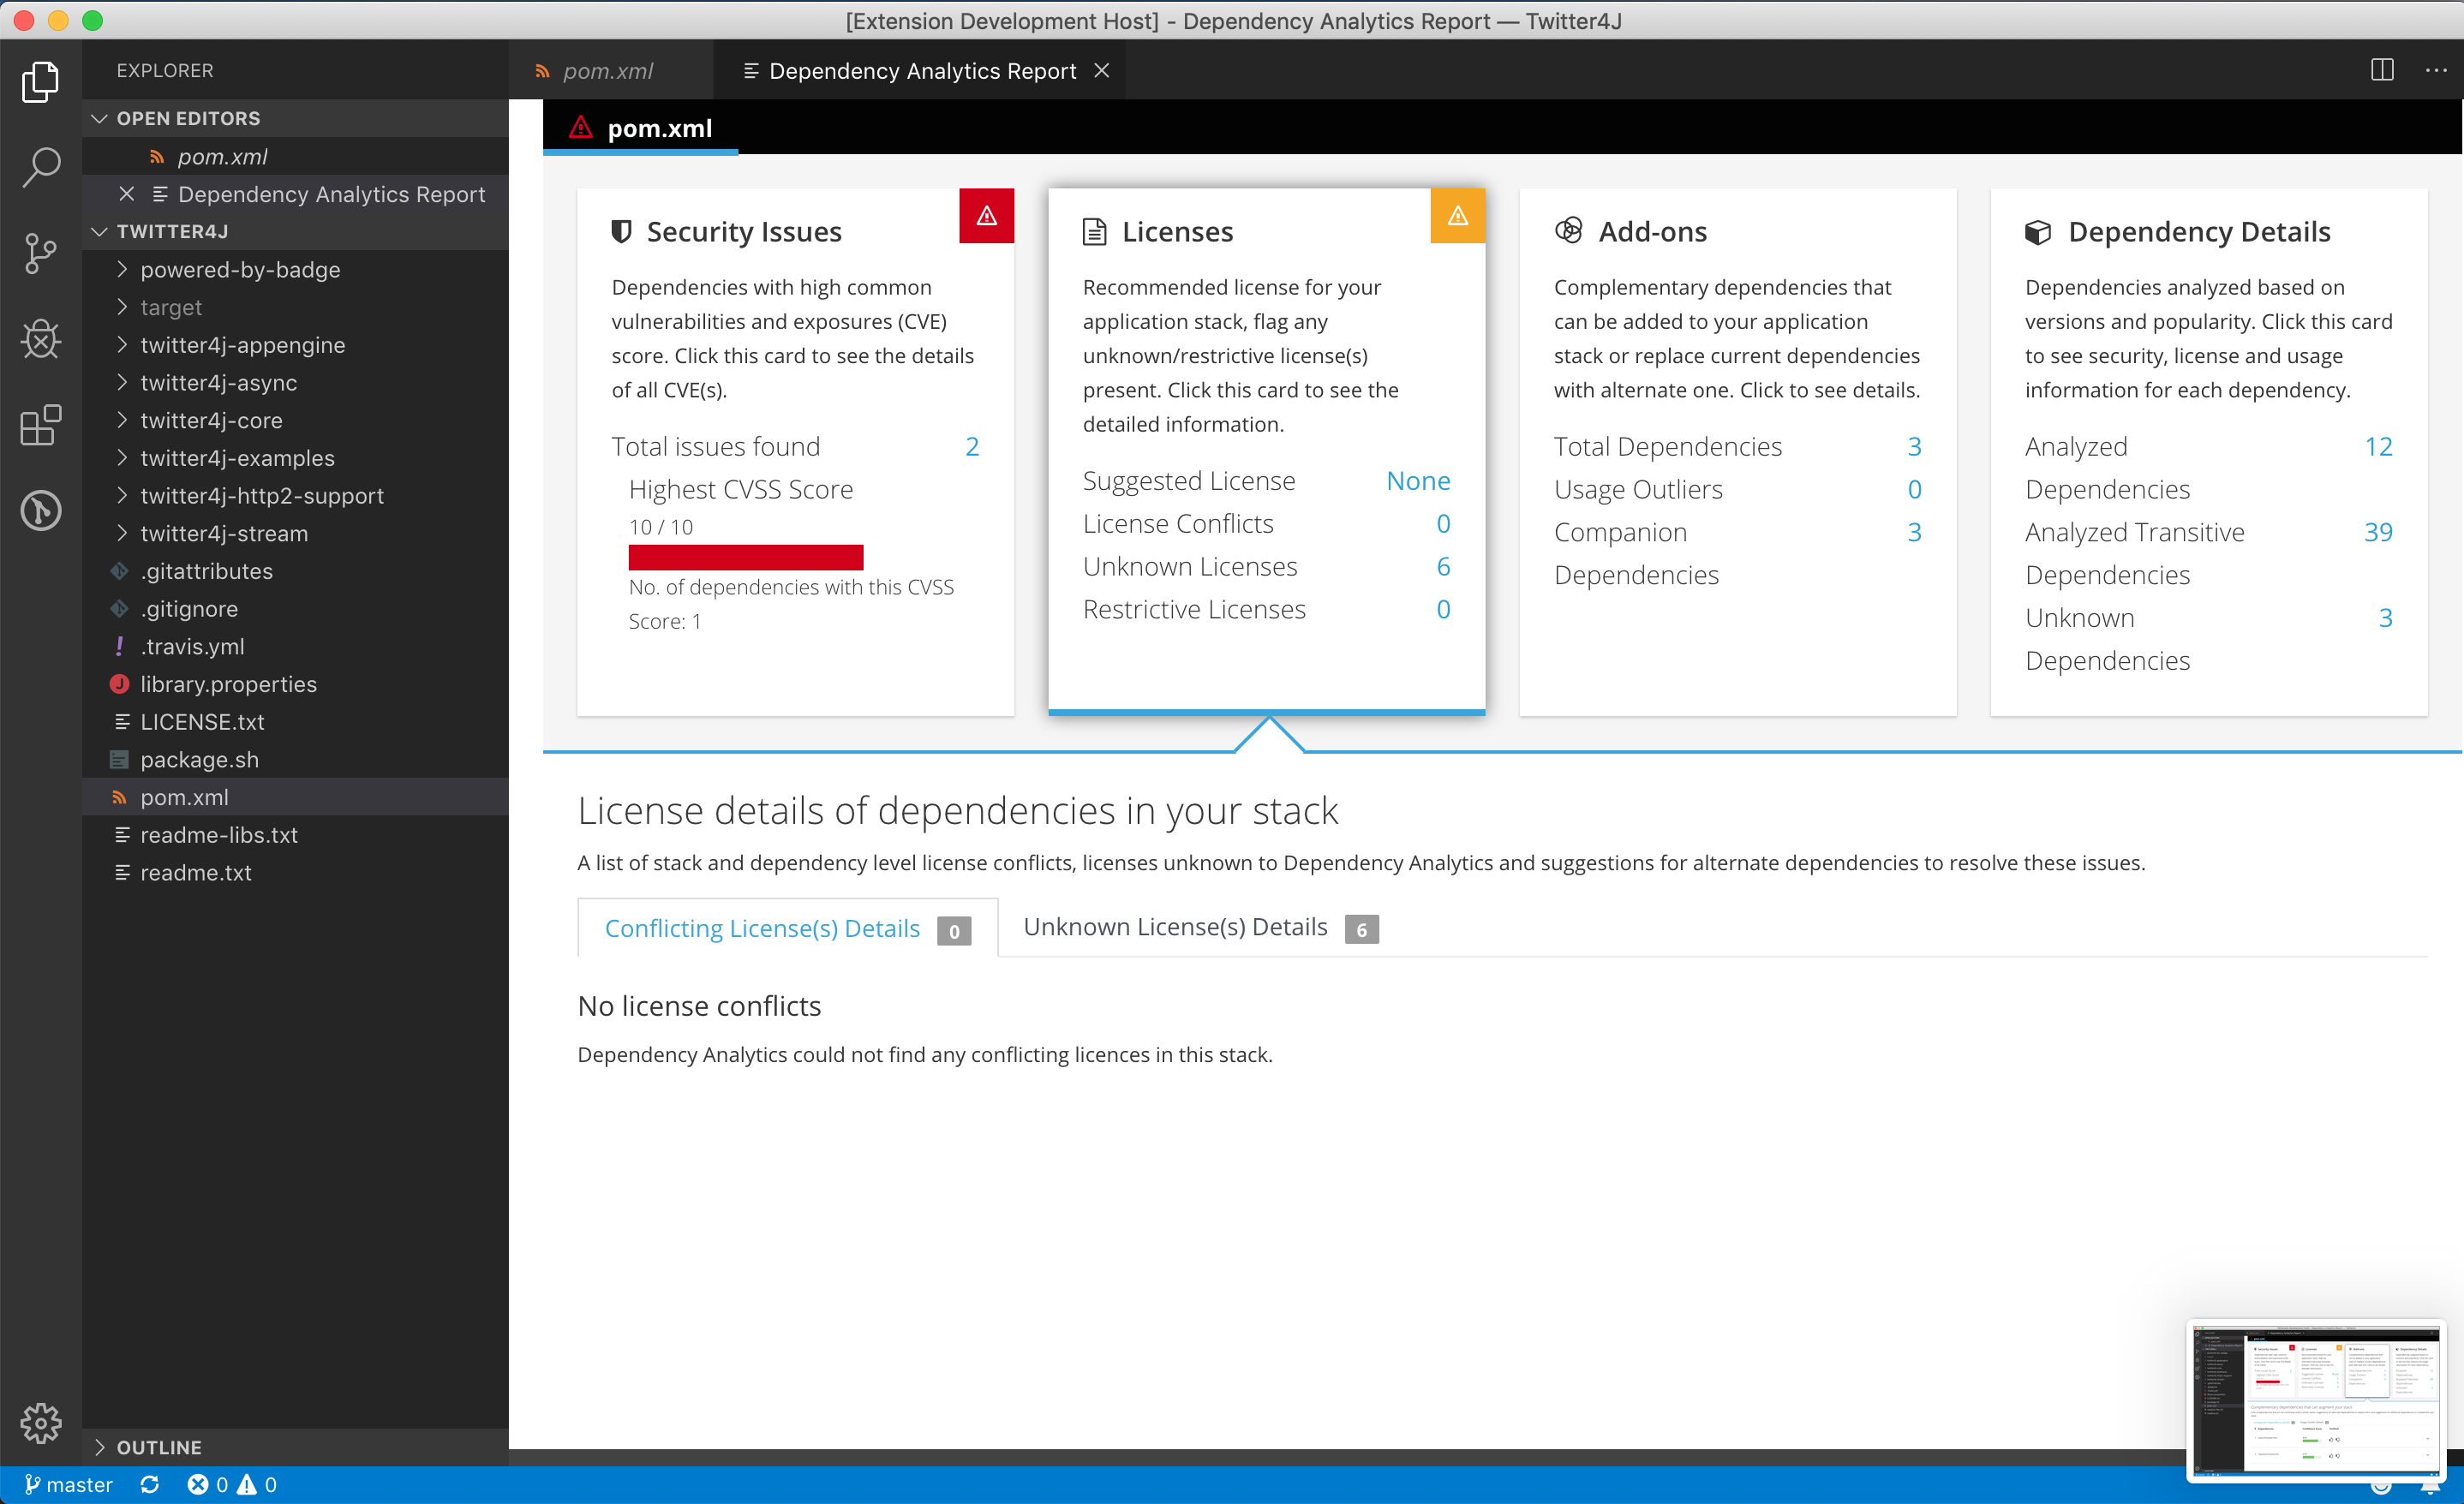 [Extension Development Host] - Dependency Analytics Report — Twitter4J
EXPLORER
OPEN EDITORS
pom.xml
Dependency Analytics Report
TWITTER4J
powered-by-badge
target
twitter4j-appengine
twitter4j-async
twitter4j-core
twitter4j-examples
twitter4j-http2-support
twitter4j-stream
.gitattributes
.gitignore
.travis.yml
library.properties
LICENSE.txt
package.sh
pom.xml
readme-libs.txt
readme.txt
OUTLINE
pom.xml
Dependency Analytics Report
pom.xml
Security Issues
Dependencies with high common
vulnerabilities and exposures (CVE)
score. Click this card to see the details
of all CVE(s).
Total issues found 2
Highest CVSS Score
10 / 10
No. of dependencies with this CVSS
Score: 1
Licenses
Recommended license for your
application stack, flag any
unknown/restrictive license(s)
present. Click this card to see the
detailed information.
Suggested License None
License Conflicts 0
Unknown Licenses 6
Restrictive Licenses 0
Add-ons
Complementary dependencies that
can be added to your application
stack or replace current dependencies
with alternate one. Click to see details.
Total Dependencies 3
Usage Outliers 0
Companion 3
Dependencies
Dependency Details
Dependencies analyzed based on
versions and popularity. Click this card
to see security, license and usage
information for each dependency.
Analyzed 12
Dependencies
Analyzed Transitive 39
Dependencies
Unknown 3
Dependencies
License details of dependencies in your stack
A list of stack and dependency level license conflicts, licenses unknown to Dependency Analytics and suggestions for alternate dependencies to resolve these issues.
Conflicting License(s) Details 0
Unknown License(s) Details 6
No license conflicts
Dependency Analytics could not find any conflicting licences in this stack.
master
0
0